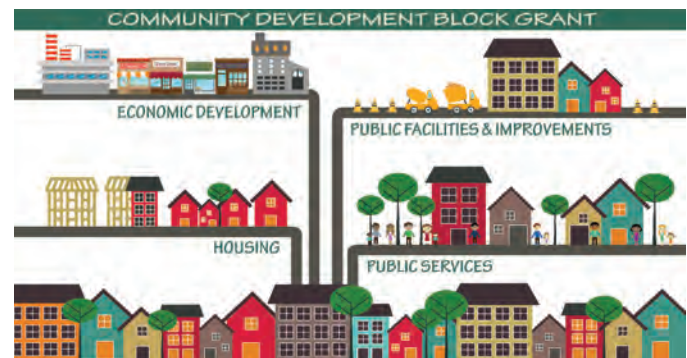 COMMUNITY DEVELOPMENT BLOCK GRANT
ECONOMIC DEVELOPMENT
PUBLIC FACILITIES & IMPROVEMENTS
HOUSING
PUBLIC SERVICES